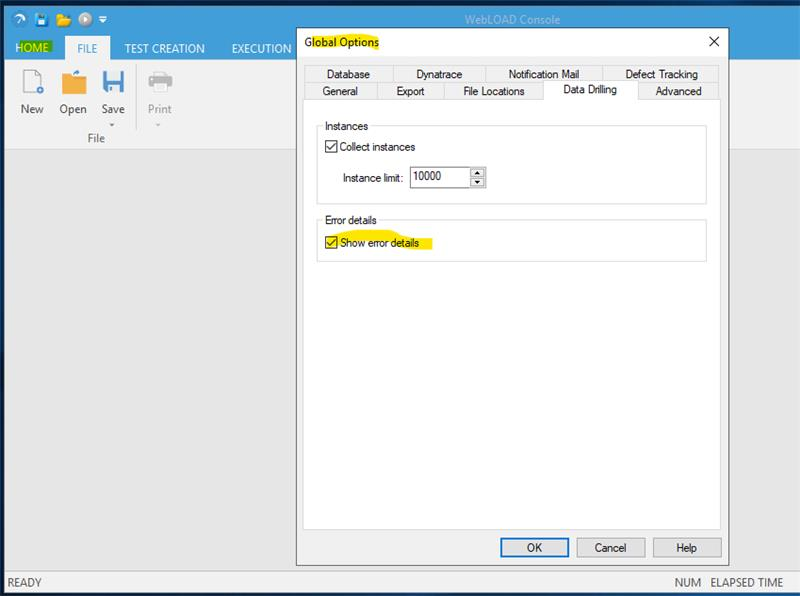 WebLOAD Console
HOME FILE TEST CREATION EXECUTION
New Open Save Print
File
Global Options
Database Dynatrace Notification Mail Defect Tracking
General Export File Locations Data Drilling Advanced
Instances
Collect instances
Instance limit: 10000
Error details
Show error details
OK Cancel Help
READY NUM ELAPSED TIME